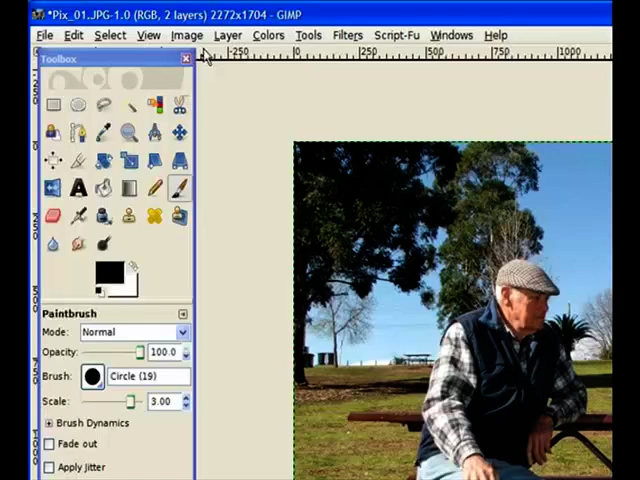 *Pix_01.JPG-1.0 (RGB, 2 layers) 2272x1704 - GIMP
File Edit Select View Image Layer Colors Tools Filters Script-Fu Windows Help
-250 0 250 500 750 1000
Toolbox
Paintbrush
Mode: Normal
Opacity: 100.0
Brush: Circle (19)
Scale: 3.00
Brush Dynamics
Fade out
Apply Jitter